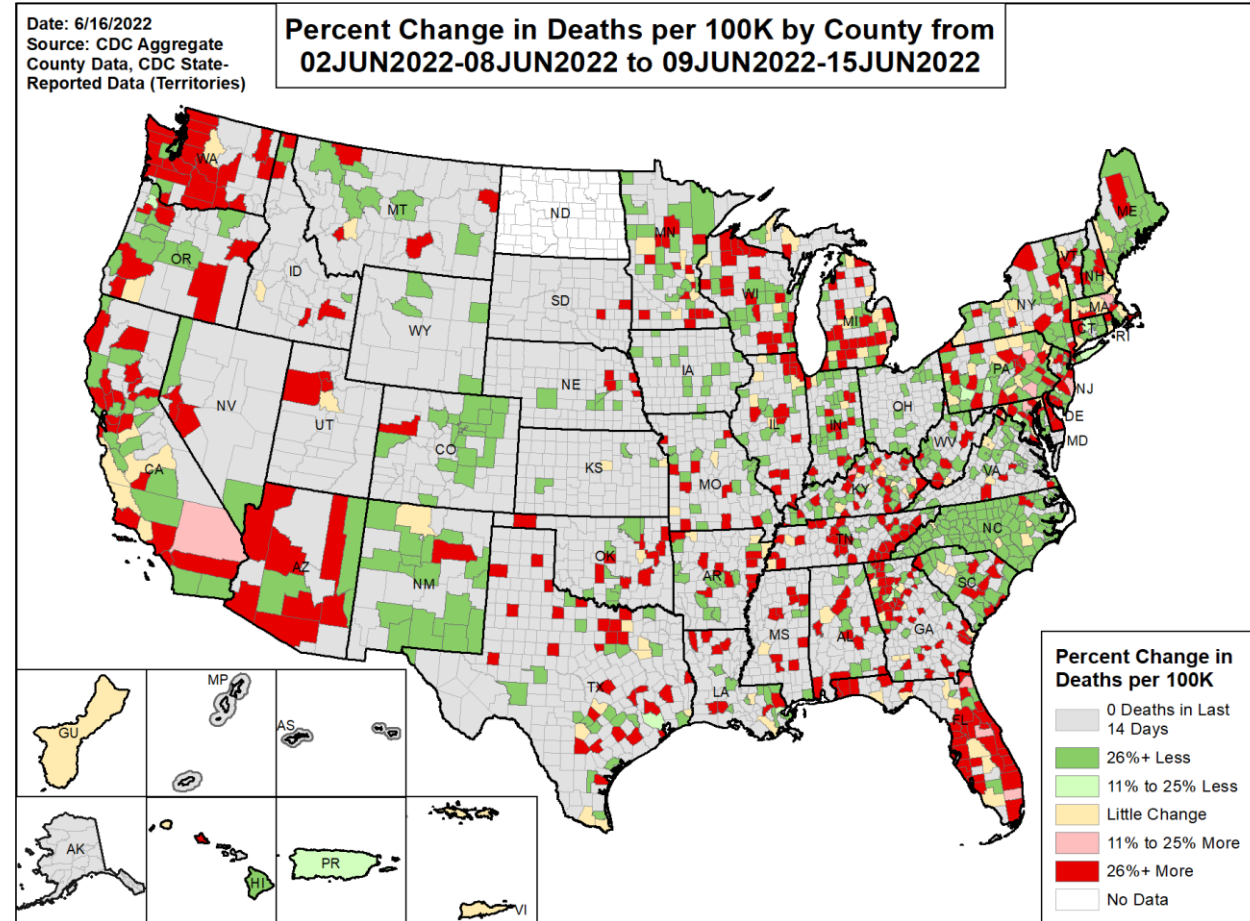 Date: 6/16/2022
Source: CDC Aggregate
County Data, CDC State-
Reported Data (Territories)
Percent Change in Deaths per 100K by County from
02JUN2022-08JUN2022 to 09JUN2022-15JUN2022
WA
MT
ND
MN
ME
OR
ID
SD
WI
MI
NY
VT
NH
MA
CT
RI
WY
NE
IA
PA
NJ
NV
UT
CO
IL
IN
OH
WV
DE
MD
CA
KS
MO
KY
VA
AZ
NM
OK
AR
TN
NC
SC
TX
LA
MS
AL
GA
FL
GU
MP
AS
AK
HI
PR
VI
Percent Change in
Deaths per 100K
0 Deaths in Last
14 Days
26%+ Less
11% to 25% Less
Little Change
11% to 25% More
26%+ More
No Data